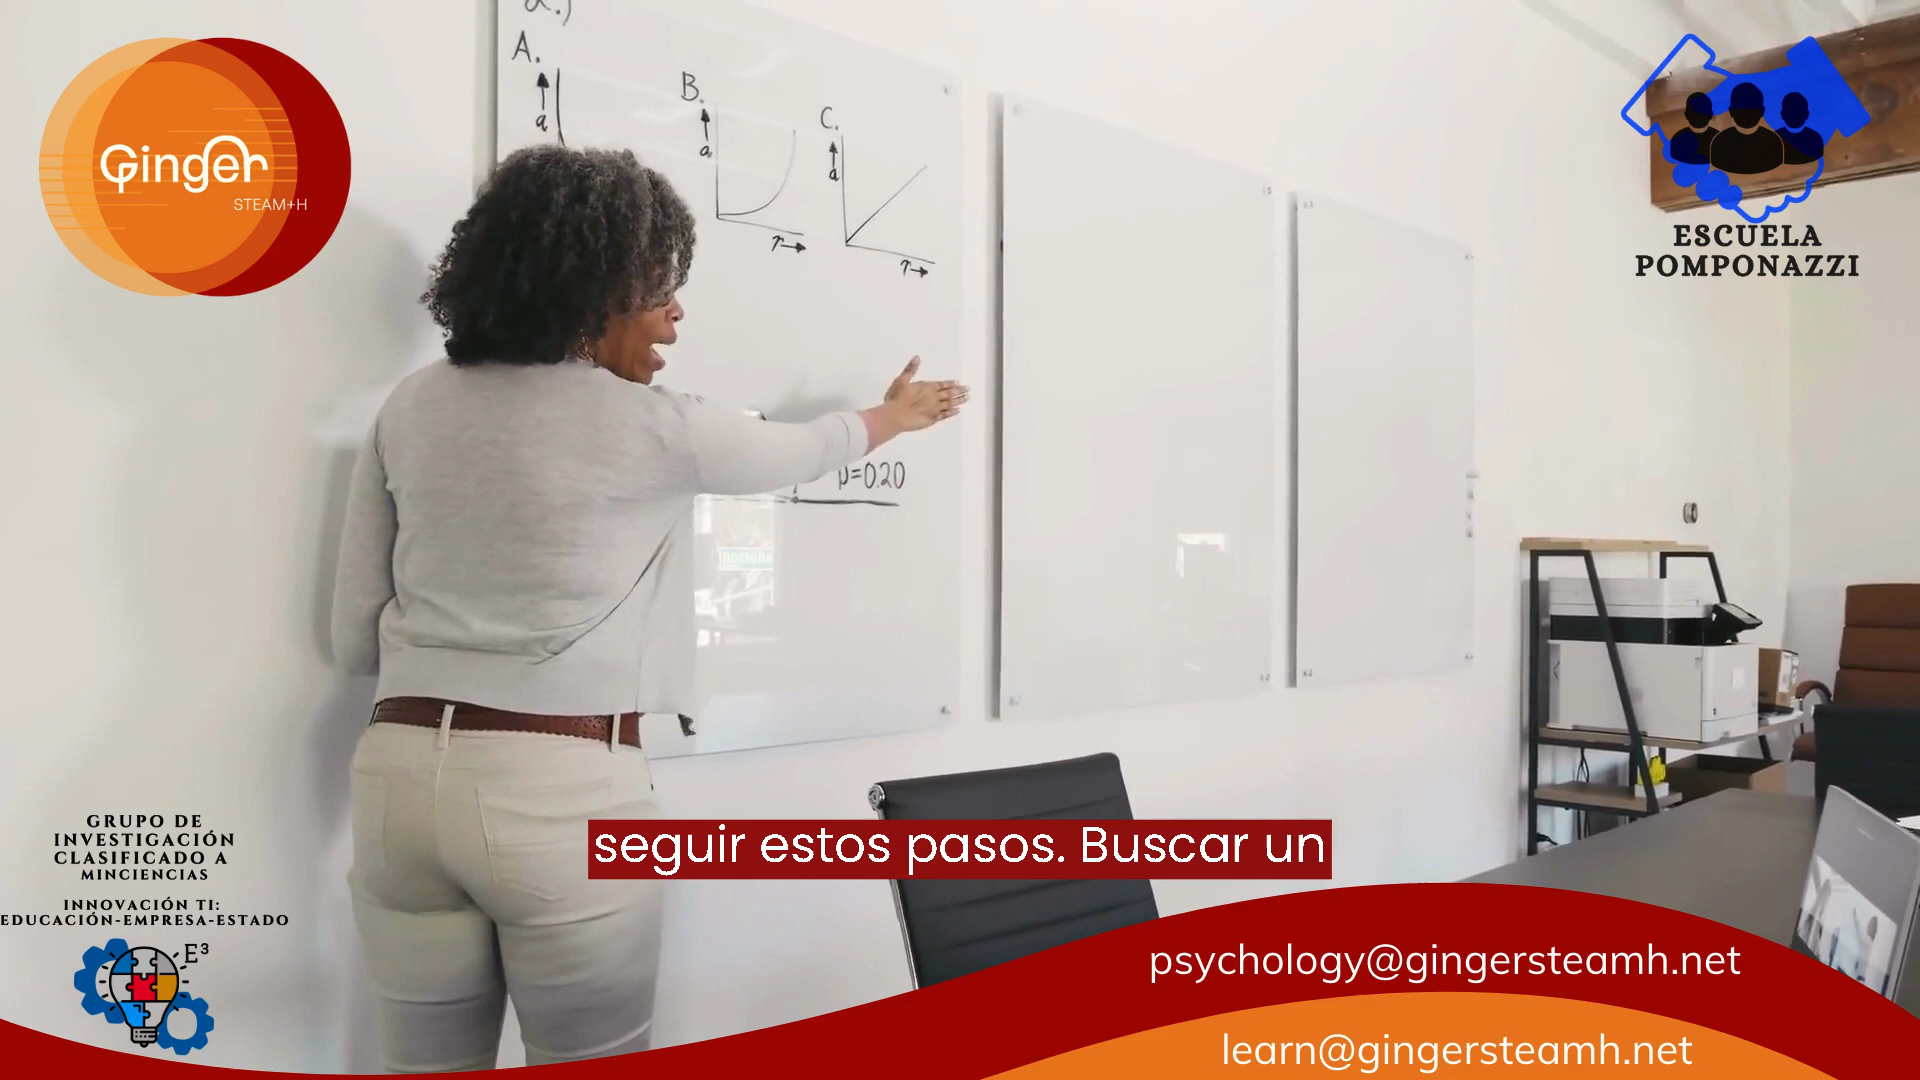 2.)
A.
a
B.
a
r
C.
a
r
μ=0.20
Ginger
STEAM+H
ESCUELA
POMPONAZZI
GRUPO DE
INVESTIGACIÓN
CLASIFICADO A
MINCIENCIAS
INNOVACIÓN TI:
EDUCACIÓN-EMPRESA-ESTADO
E³
seguir estos pasos. Buscar un
psychology@gingersteamh.net
learn@gingersteamh.net